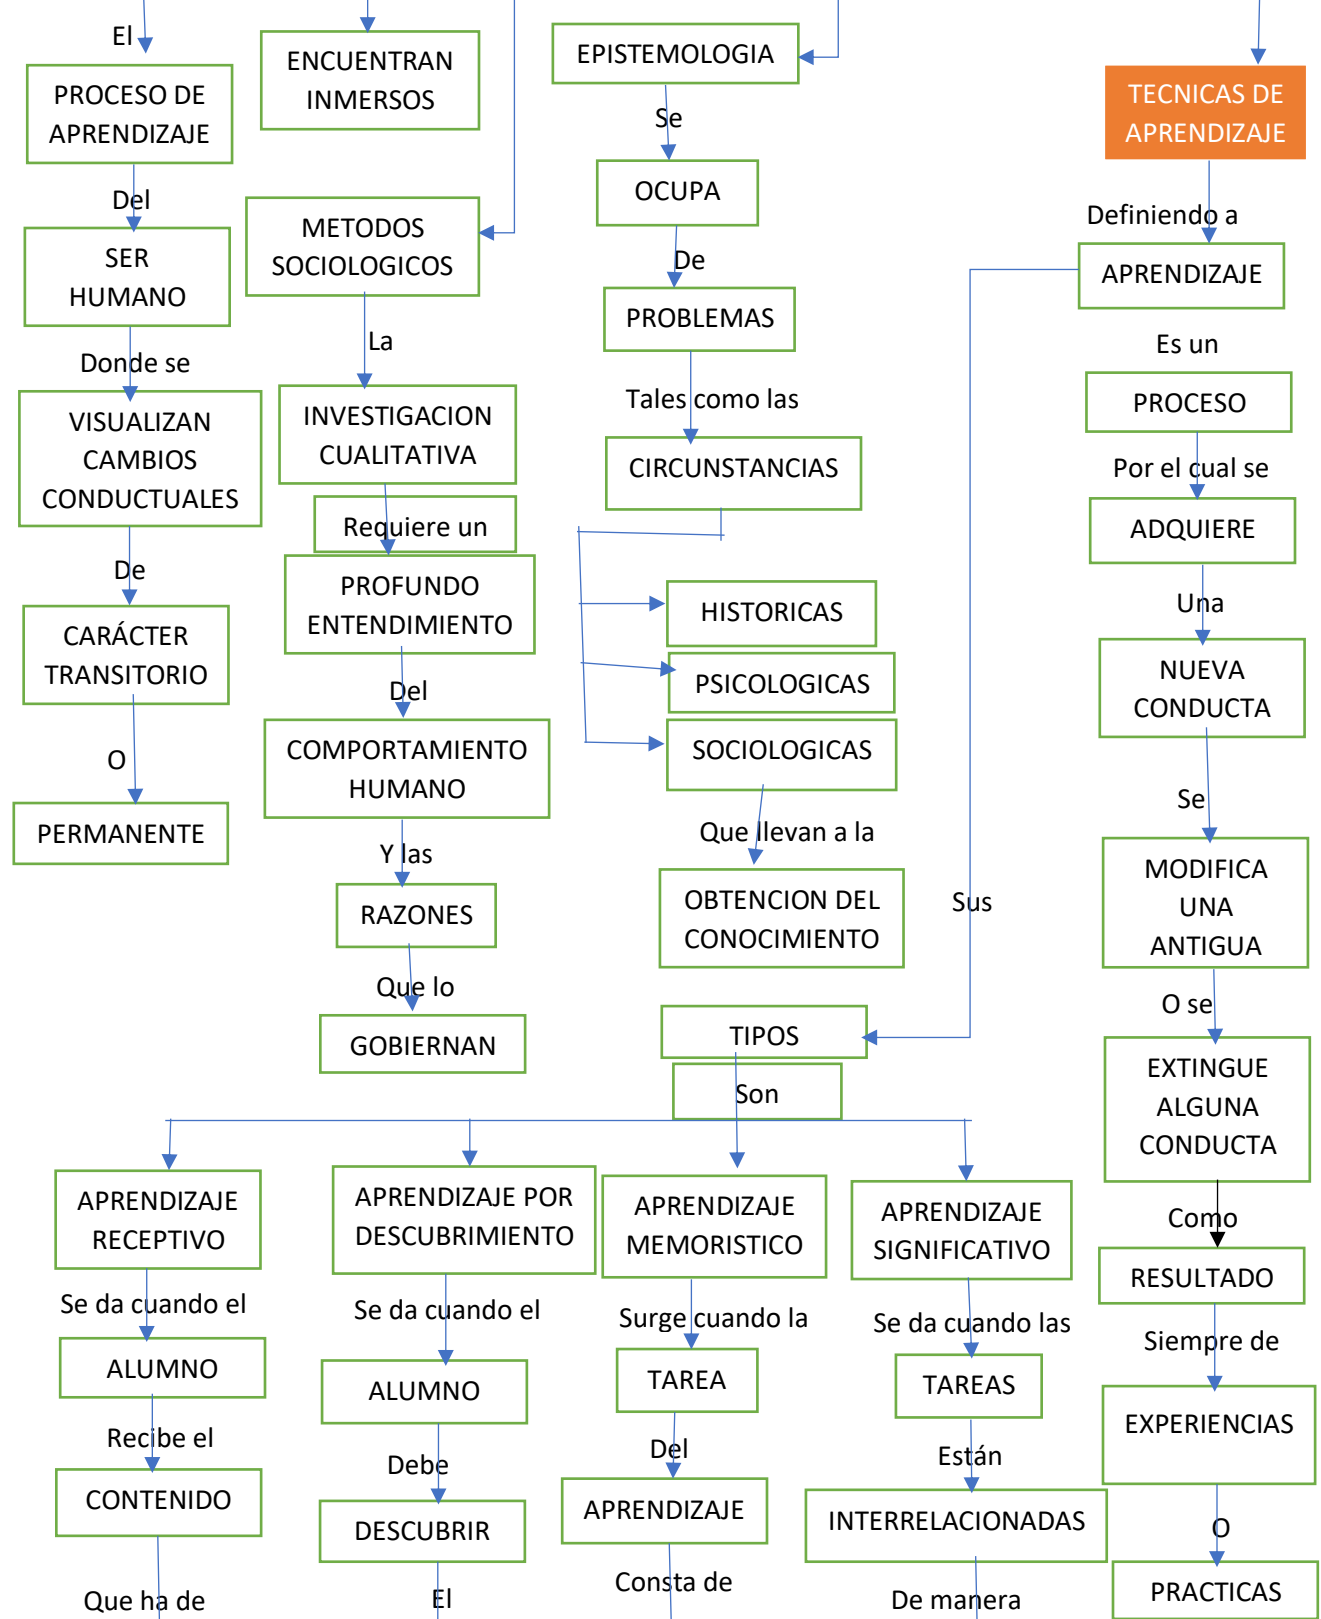 El
PROCESO DE
APRENDIZAJE
Del
SER
HUMANO
Donde se
VISUALIZAN
CAMBIOS
CONDUCTUALES
De
CARÁCTER
TRANSITORIO
O
PERMANENTE
ENCUENTRAN
INMERSOS
METODOS
SOCIOLOGICOS
La
INVESTIGACION
CUALITATIVA
Requiere un
PROFUNDO
ENTENDIMIENTO
Del
COMPORTAMIENTO
HUMANO
Y las
RAZONES
Que lo
GOBIERNAN
EPISTEMOLOGIA
Se
OCUPA
De
PROBLEMAS
Tales como las
CIRCUNSTANCIAS
HISTORICAS
PSICOLOGICAS
SOCIOLOGICAS
Que llevan a la
OBTENCION DEL
CONOCIMIENTO
TECNICAS DE
APRENDIZAJE
Definiendo a
APRENDIZAJE
Es un
PROCESO
Por el cual se
ADQUIERE
Una
NUEVA
CONDUCTA
Se
MODIFICA
UNA
ANTIGUA
O se
EXTINGUE
ALGUNA
CONDUCTA
Como
RESULTADO
Siempre de
EXPERIENCIAS
O
PRACTICAS
Sus
TIPOS
Son
APRENDIZAJE
RECEPTIVO
Se da cuando el
ALUMNO
Recibe el
CONTENIDO
Que ha de
APRENDIZAJE POR
DESCUBRIMIENTO
Se da cuando el
ALUMNO
Debe
DESCUBRIR
El
APRENDIZAJE
MEMORISTICO
Surge cuando la
TAREA
Del
APRENDIZAJE
Consta de
APRENDIZAJE
SIGNIFICATIVO
Se da cuando las
TAREAS
Están
INTERRELACIONADAS
De manera